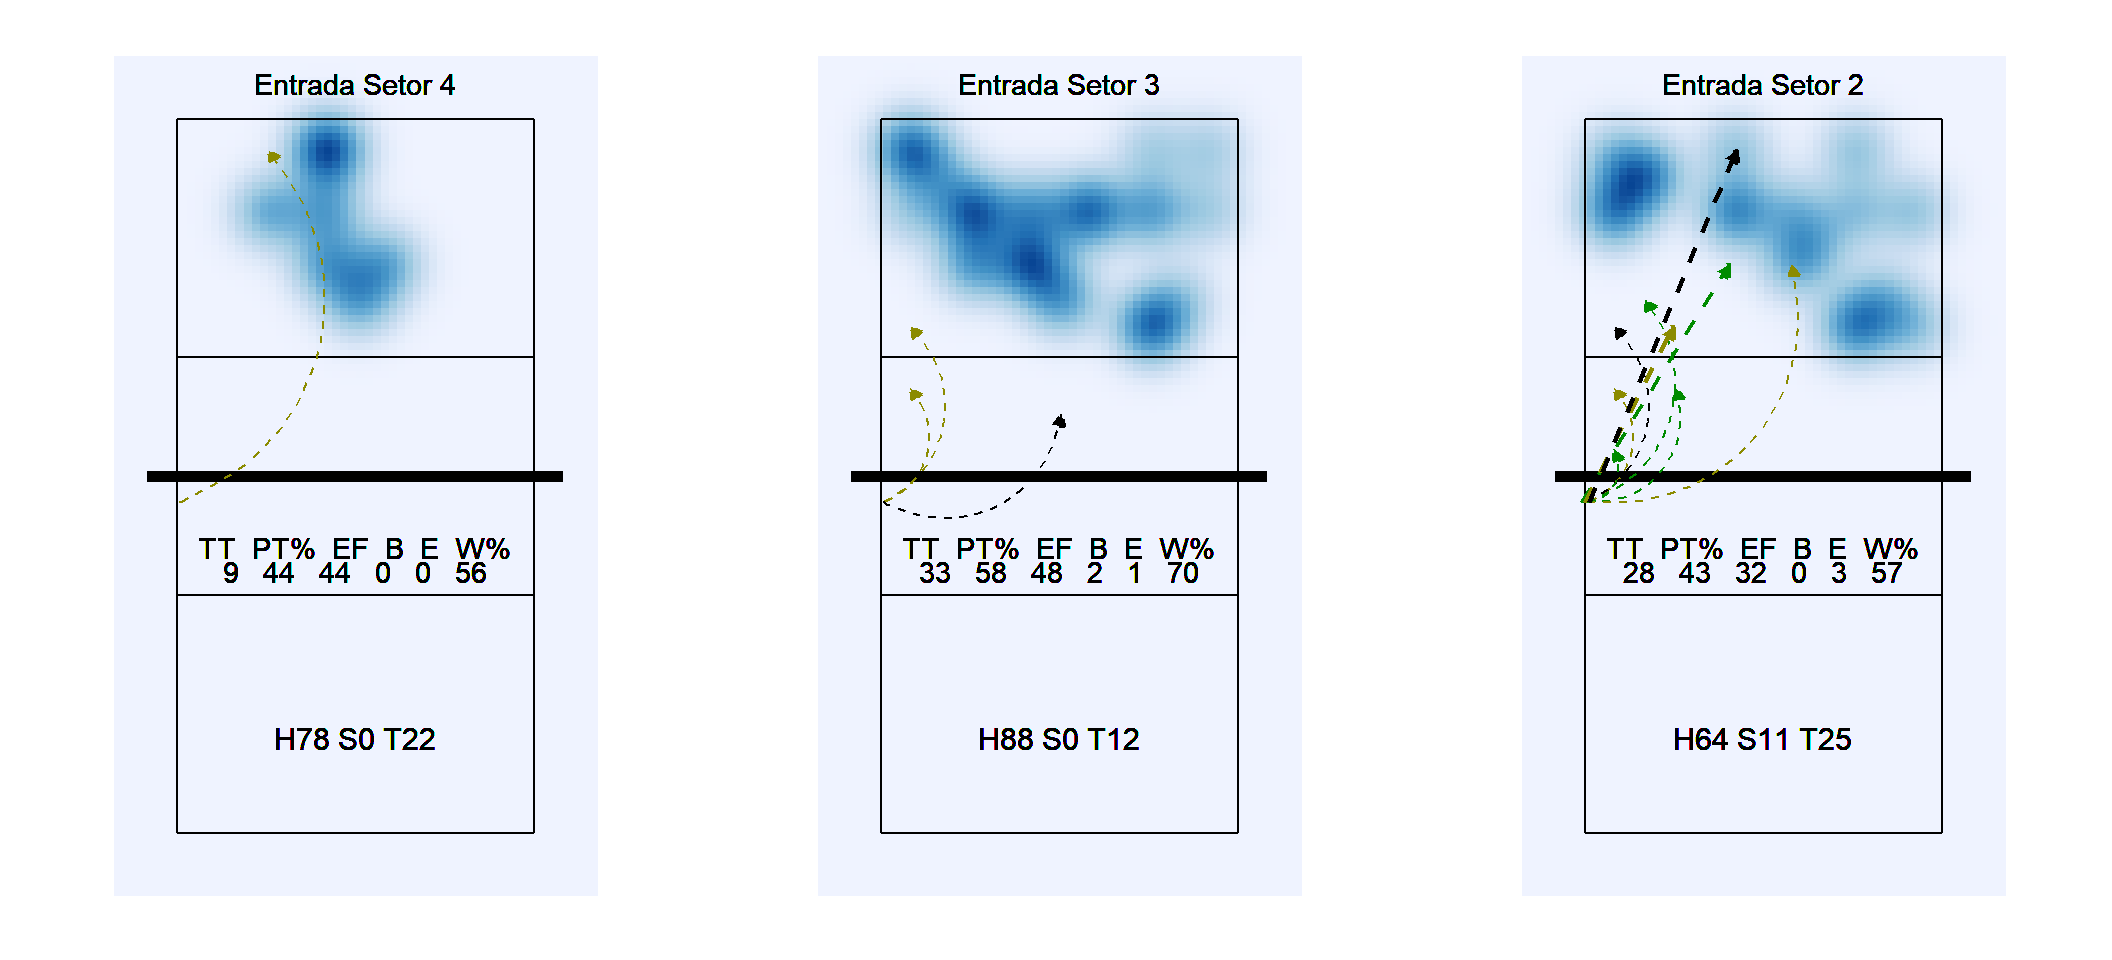 Entrada Setor 4
TT PT% EF B E W%
9 44 44 0 0 56
H78 S0 T22
Entrada Setor 3
TT PT% EF B E W%
33 58 48 2 1 70
H88 S0 T12
Entrada Setor 2
TT PT% EF B E W%
28 43 32 0 3 57
H64 S11 T25